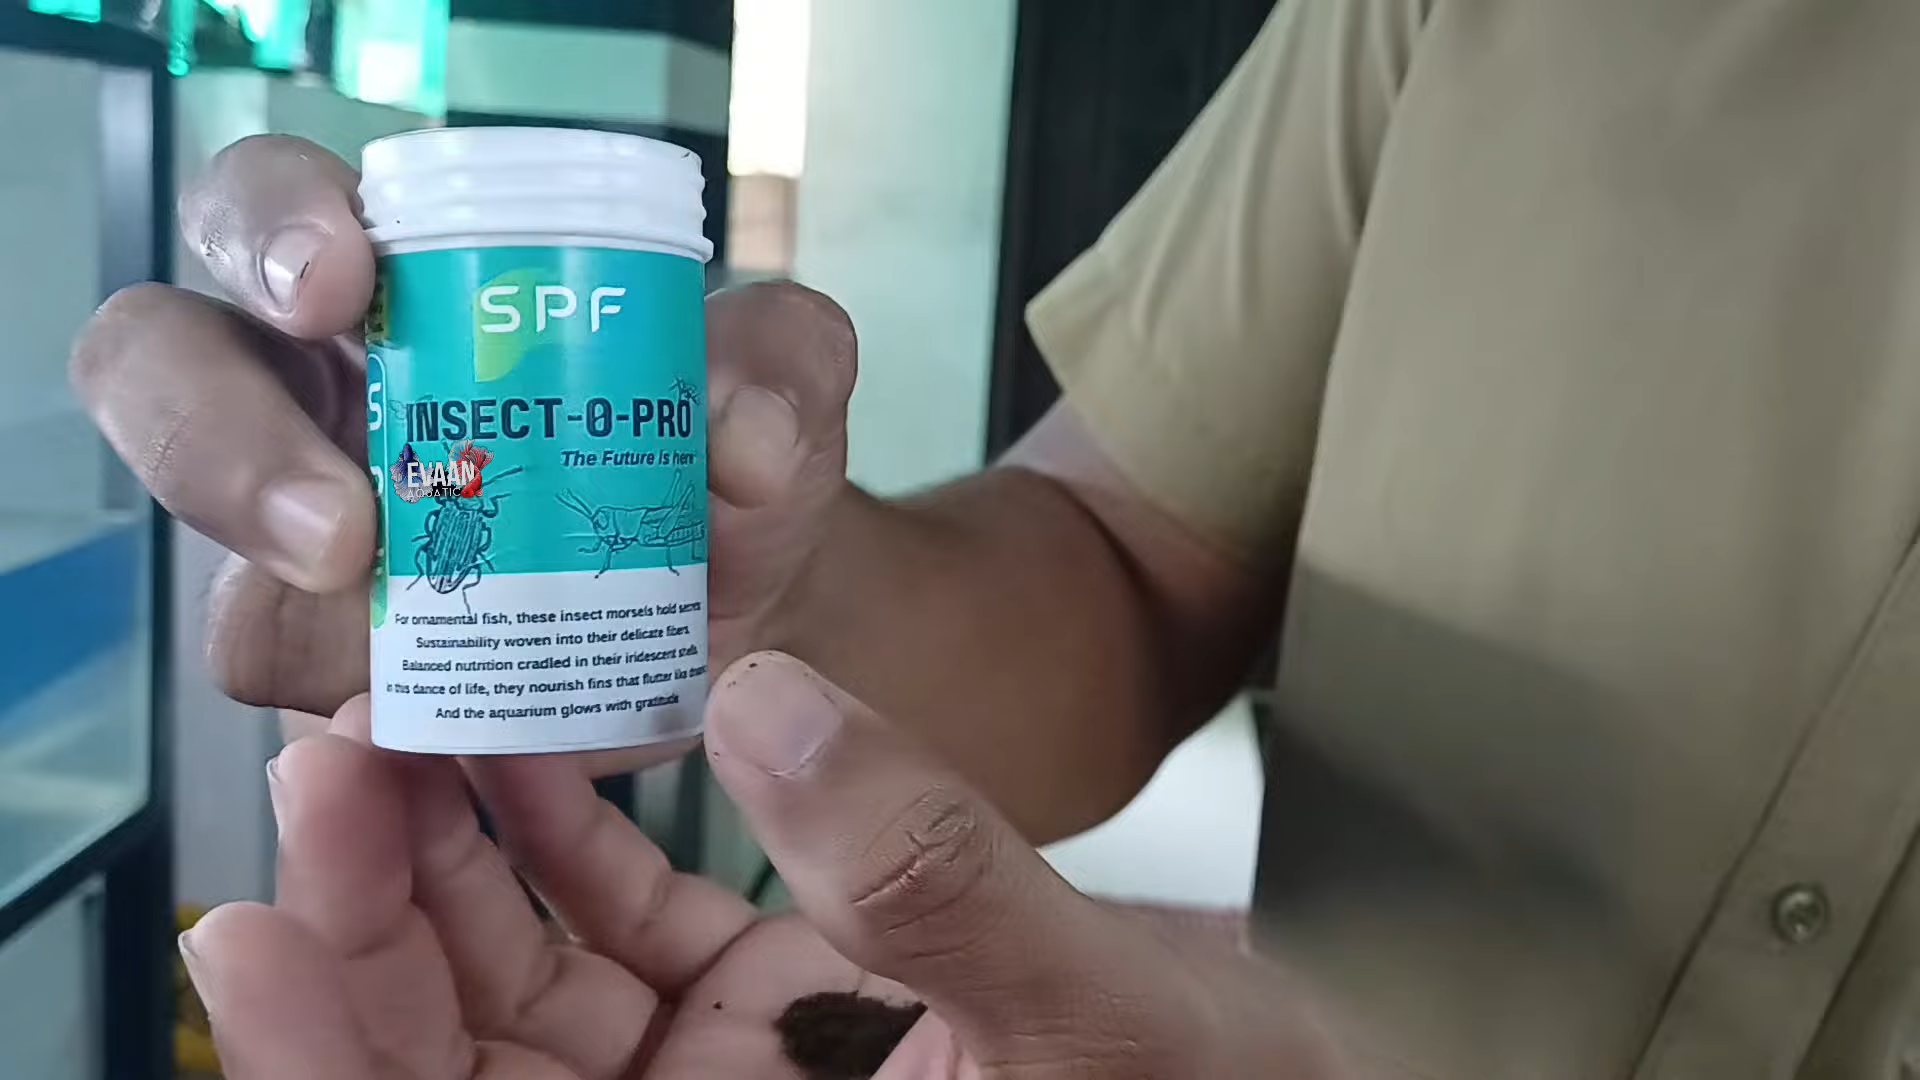 SPF
INSECT-0-PRO
The Future is here
EVAAN
AQUATIC
For ornamental fish, these insect morsels hold secrets
Sustainability woven into their delicate fibers
Balanced nutrition cradled in their iridescent shells
In this dance of life, they nourish fins that flutter like
And the aquarium glows with gratitude